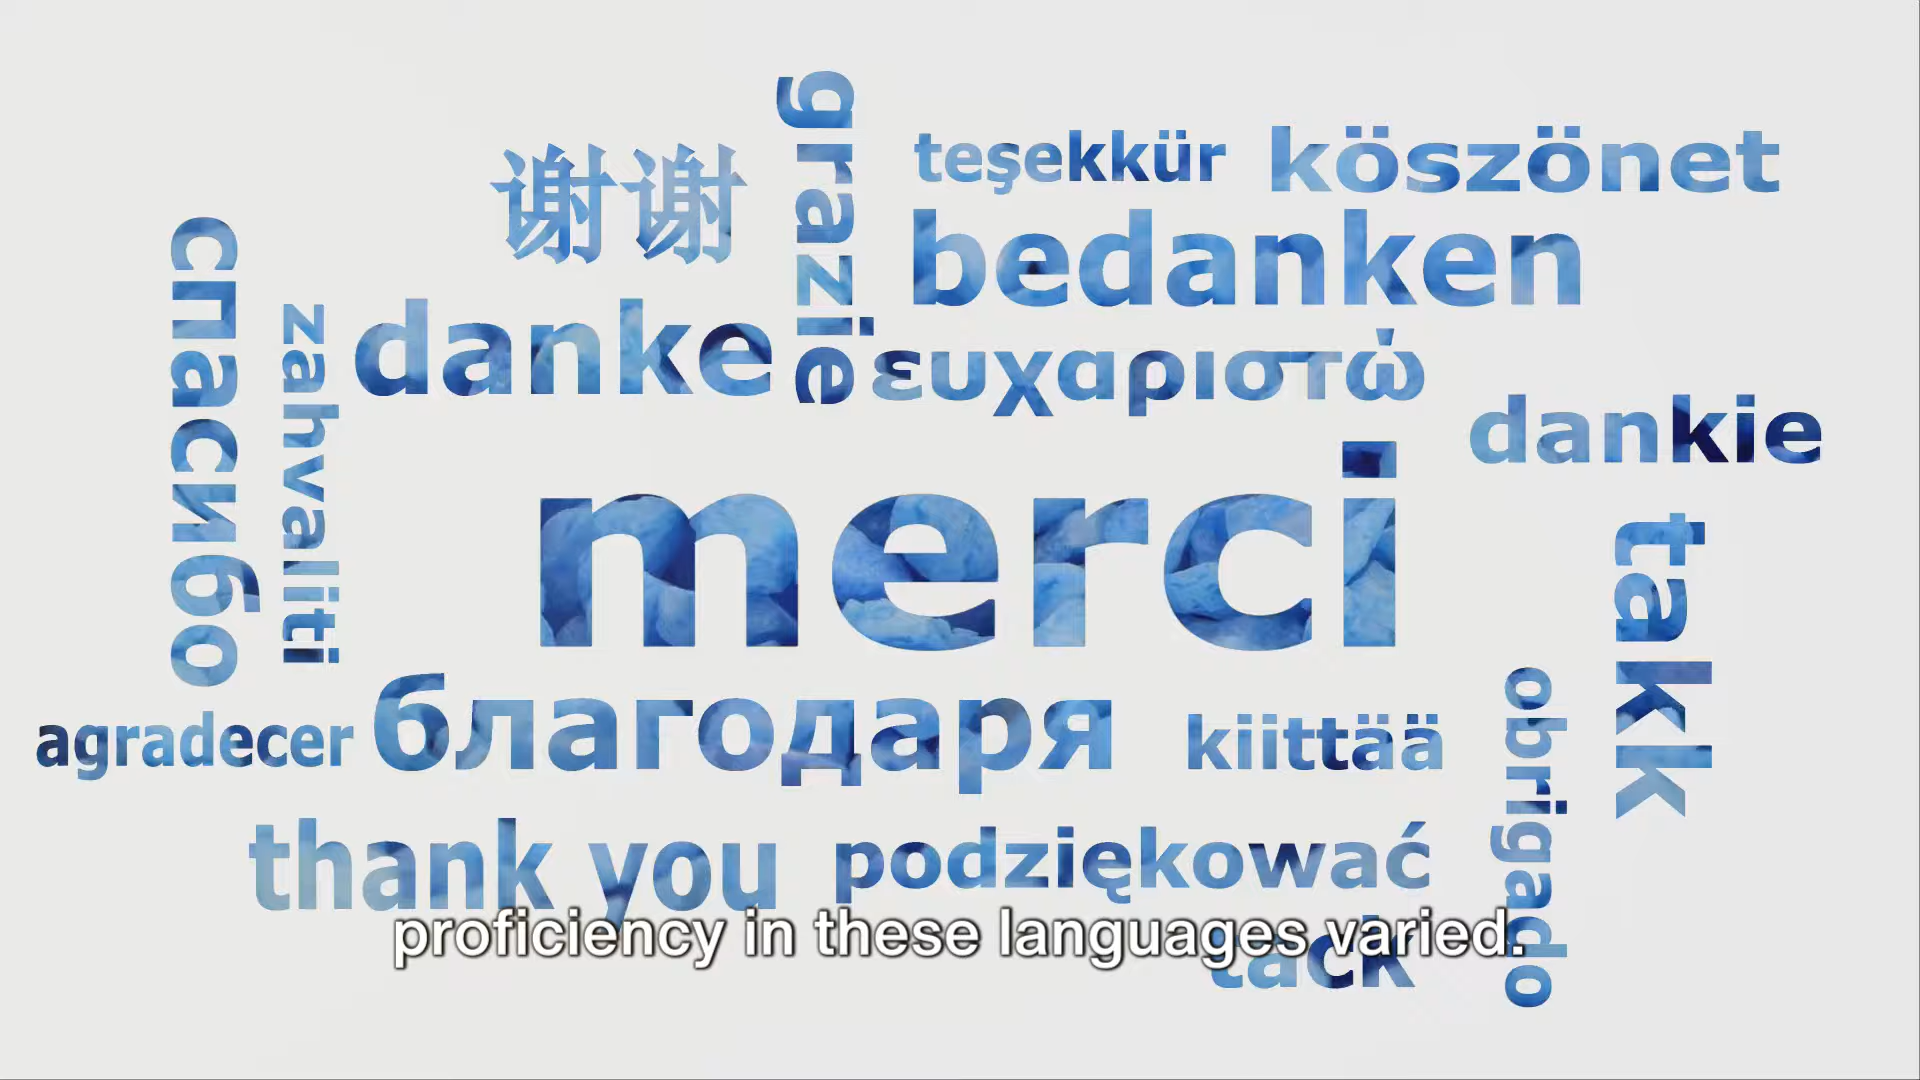 grazie
teşekkür
köszönet
谢谢
bedanken
спасибо
zahvaliti
danke
ευχαριστώ
dankie
merci
takk
благодаря
agradecer
kiittää
obrigado
thank you
podziękować
tack
proficiency in these languages varied.